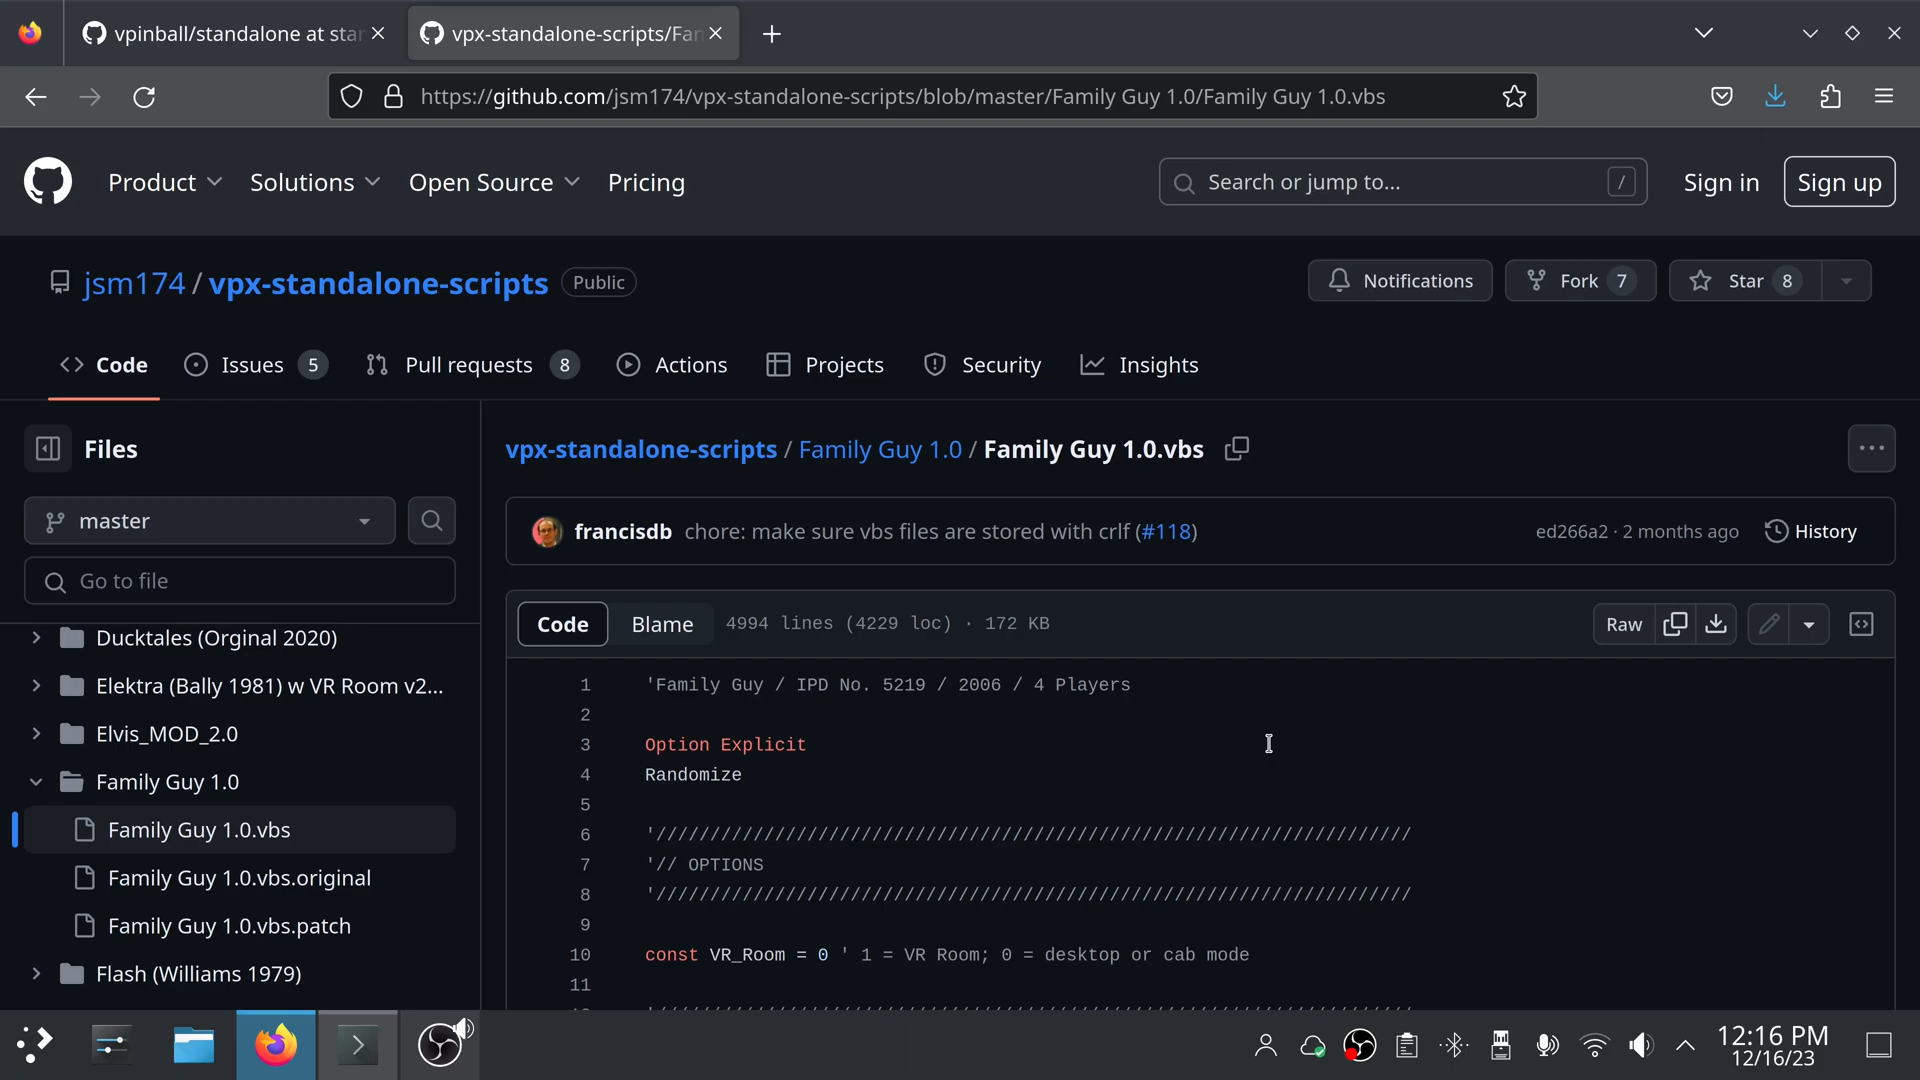 vpinball/standalone at sta
vpx-standalone-scripts/Fan
https://github.com/jsm174/vpx-standalone-scripts/blob/master/Family Guy 1.0/Family Guy 1.0.vbs
Product Solutions Open Source Pricing Search or jump to... / Sign in Sign up
jsm174 / vpx-standalone-scripts Public Notifications Fork 7 Star 8
Code Issues 5 Pull requests 8 Actions Projects Security Insights
Files
master
Go to file
Ducktales (Orginal 2020)
Elektra (Bally 1981) w VR Room v2...
Elvis_MOD_2.0
Family Guy 1.0
Family Guy 1.0.vbs
Family Guy 1.0.vbs.original
Family Guy 1.0.vbs.patch
Flash (Williams 1979)
vpx-standalone-scripts / Family Guy 1.0 / Family Guy 1.0.vbs
francisdb chore: make sure vbs files are stored with crlf (#118) ed266a2 · 2 months ago History
Code Blame 4994 lines (4229 loc) · 172 KB Raw
1 'Family Guy / IPD No. 5219 / 2006 / 4 Players
2
3 Option Explicit
4 Randomize
5
6 '//////////////////////////////////////////////////////////////////////
7 '// OPTIONS
8 '//////////////////////////////////////////////////////////////////////
9
10 const VR_Room = 0 ' 1 = VR Room; 0 = desktop or cab mode
11
12:16 PM
12/16/23